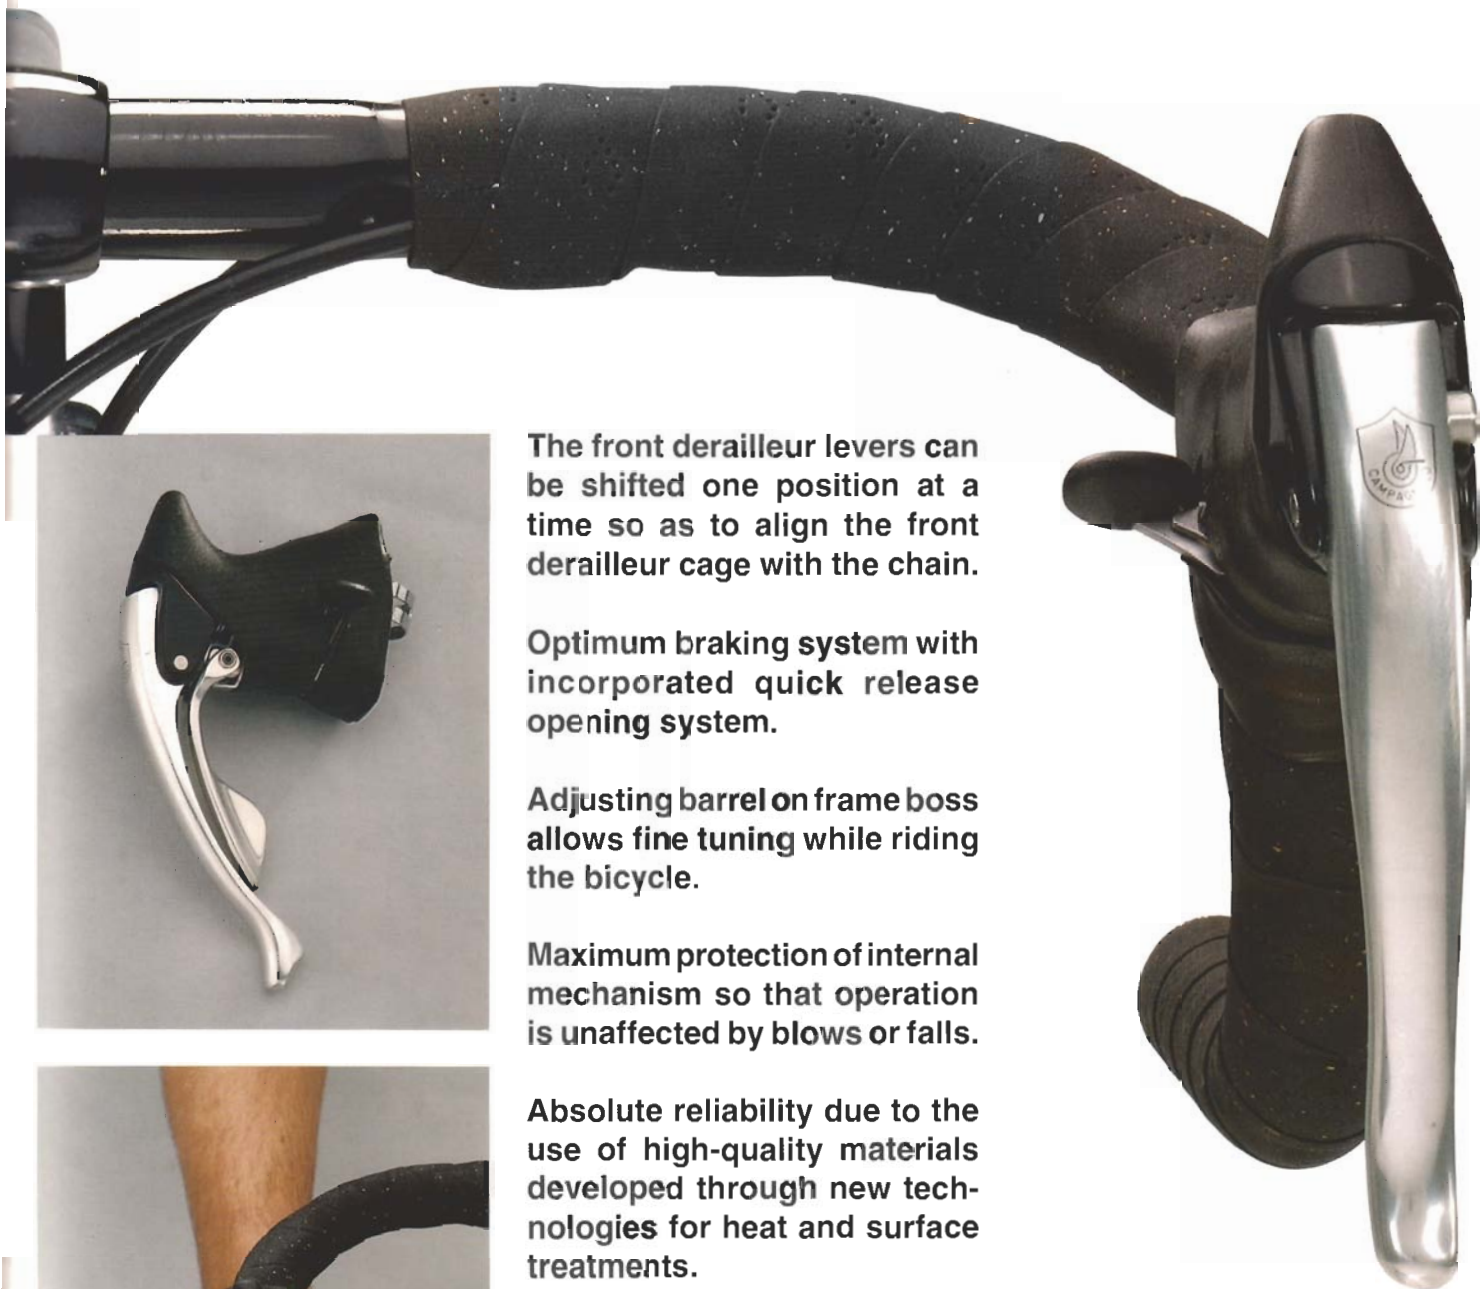 The front derailleur levers can
be shifted one position at a
time so as to align the front
derailleur cage with the chain.
Optimum braking system with
incorporated quick release
opening system.
Adjusting barrel on frame boss
allows fine tuning while riding
the bicycle.
Maximum protection of internal
mechanism so that operation
is unaffected by blows or falls.
Absolute reliability due to the
use of high-quality materials
developed through new tech-
nologies for heat and surface
treatments.